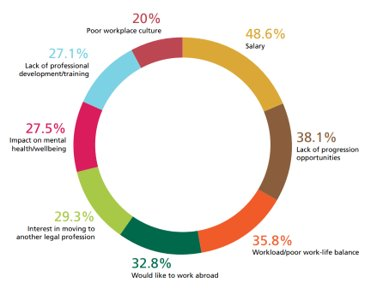 20%
Poor workplace culture
48.6%
Salary
27.1%
Lack of professional
development/training
27.5%
Impact on mental
health/wellbeing
38.1%
Lack of progression
opportunities
29.3%
Interest in moving to
another legal profession
35.8%
Workload/poor work-life balance
32.8%
Would like to work abroad